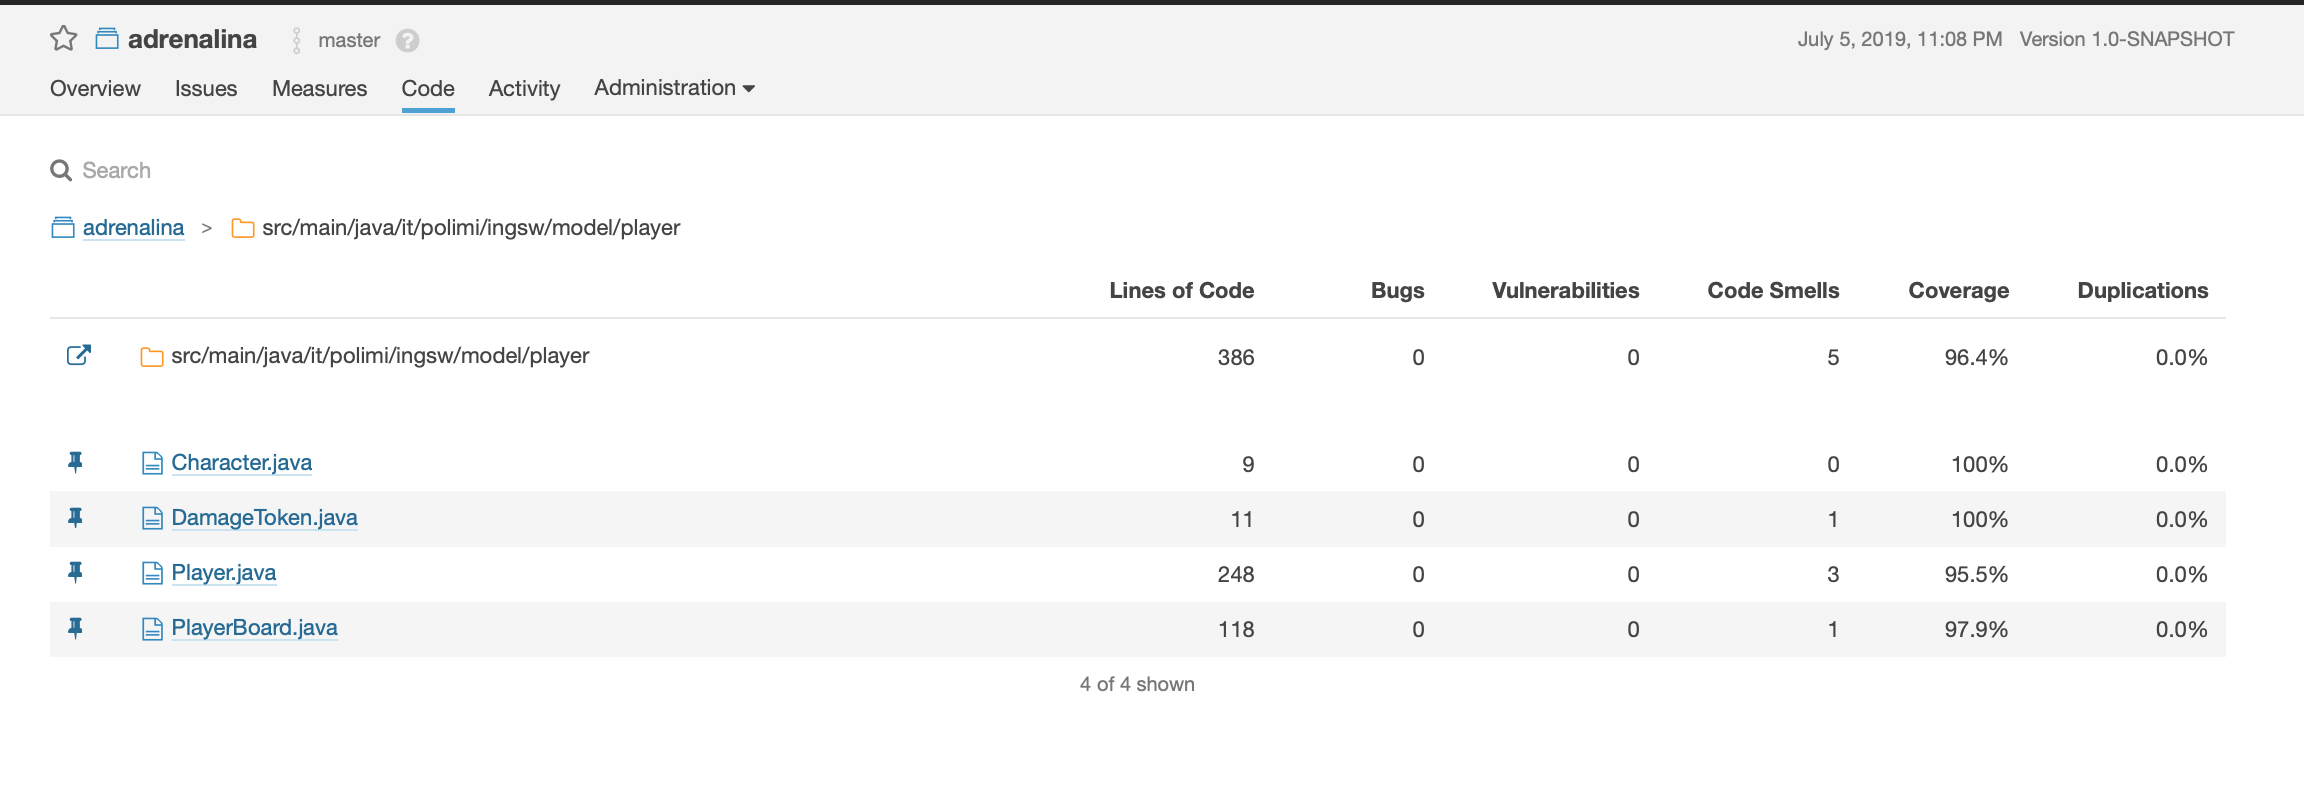 adrenalina master ? July 5, 2019, 11:08 PM Version 1.0-SNAPSHOT
Overview Issues Measures Code Activity Administration
Search
adrenalina > src/main/java/it/polimi/ingsw/model/player
Lines of Code Bugs Vulnerabilities Code Smells Coverage Duplications
src/main/java/it/polimi/ingsw/model/player 386 0 0 5 96.4% 0.0%
Character.java 9 0 0 0 100% 0.0%
DamageToken.java 11 0 0 1 100% 0.0%
Player.java 248 0 0 3 95.5% 0.0%
PlayerBoard.java 118 0 0 1 97.9% 0.0%
4 of 4 shown